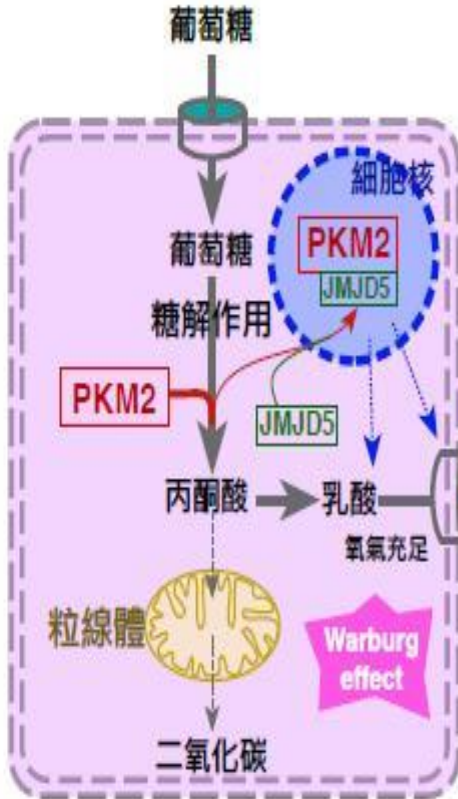 葡萄糖
細胞核
PKM2
JMJD5
葡萄糖
糖解作用
PKM2
JMJD5
丙酮酸
乳酸
氧氣充足
粒線體
Warburg
effect
二氧化碳